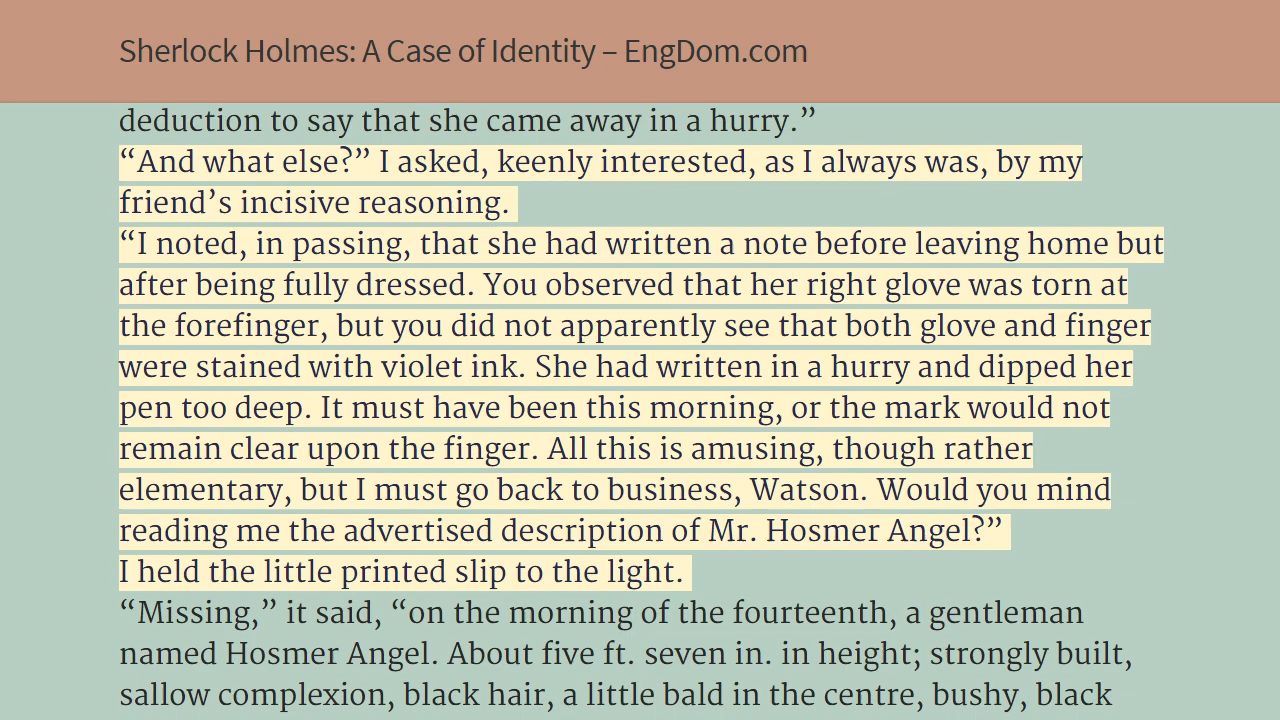 Sherlock Holmes: A Case of Identity – EngDom.com
deduction to say that she came away in a hurry.”
“And what else?” I asked, keenly interested, as I always was, by my
friend’s incisive reasoning.
“I noted, in passing, that she had written a note before leaving home but
after being fully dressed. You observed that her right glove was torn at
the forefinger, but you did not apparently see that both glove and finger
were stained with violet ink. She had written in a hurry and dipped her
pen too deep. It must have been this morning, or the mark would not
remain clear upon the finger. All this is amusing, though rather
elementary, but I must go back to business, Watson. Would you mind
reading me the advertised description of Mr. Hosmer Angel?”
I held the little printed slip to the light.
“Missing,” it said, “on the morning of the fourteenth, a gentleman
named Hosmer Angel. About five ft. seven in. in height; strongly built,
sallow complexion, black hair, a little bald in the centre, bushy, black